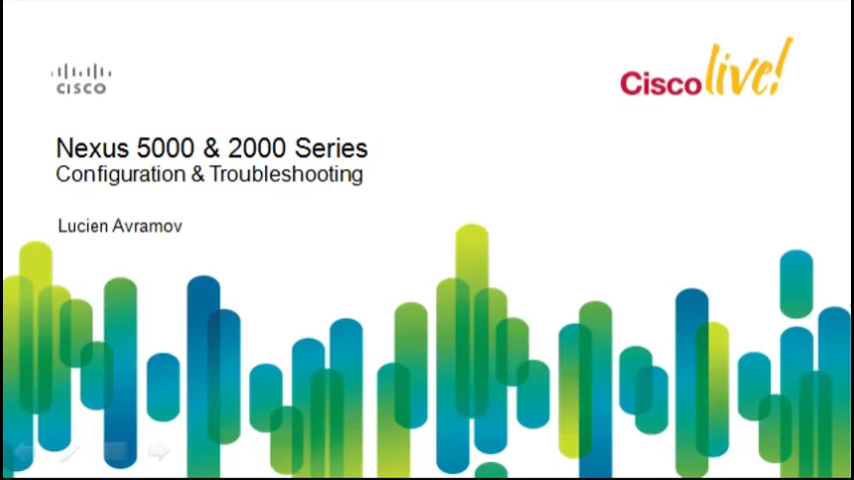 CISCO
Cisco live!
Nexus 5000 & 2000 Series
Configuration & Troubleshooting
Lucien Avramov